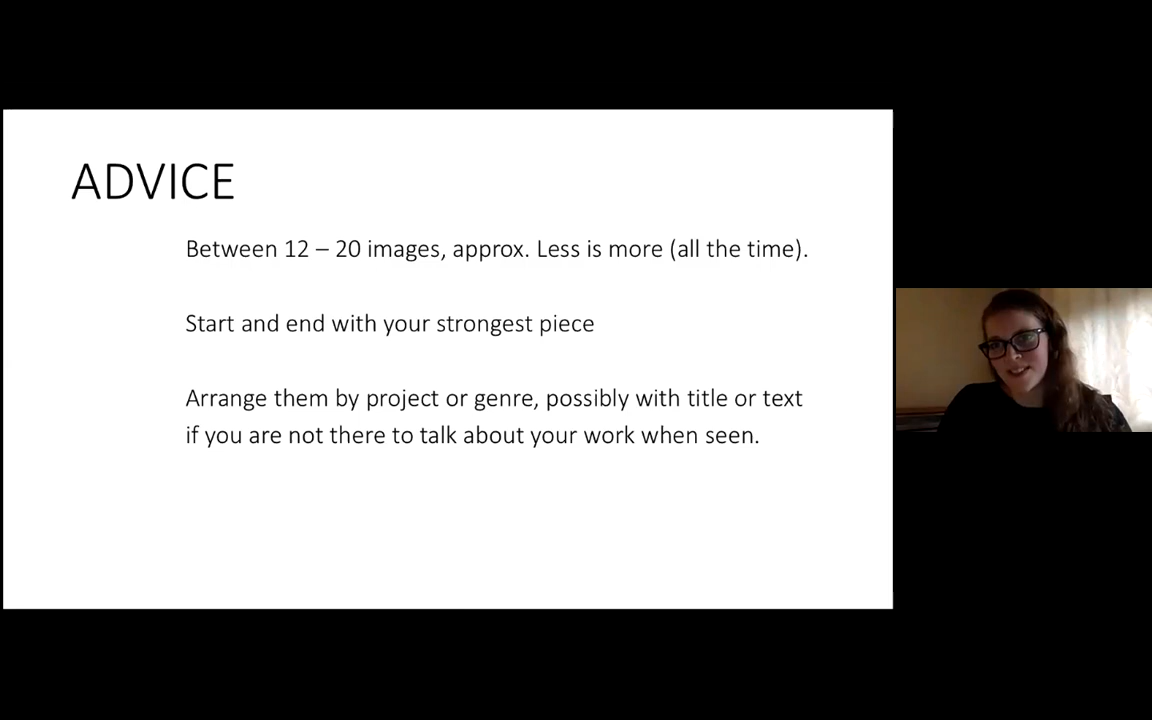 ADVICE
Between 12 – 20 images, approx. Less is more (all the time).
Start and end with your strongest piece
Arrange them by project or genre, possibly with title or text
if you are not there to talk about your work when seen.